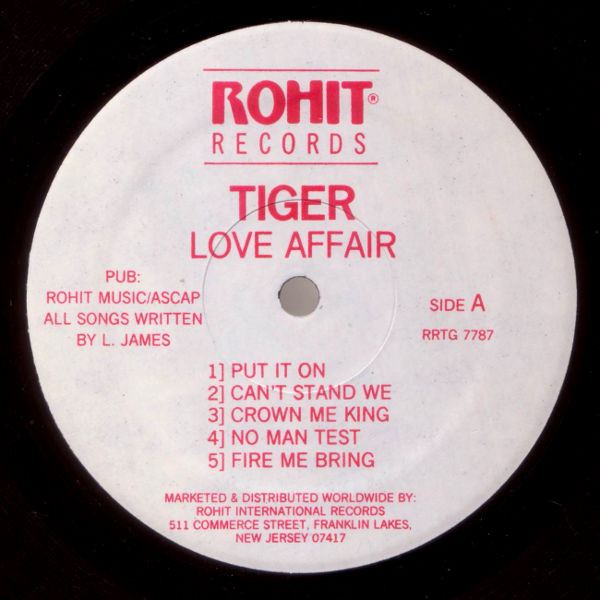 ROHIT®
RECORDS
TIGER
LOVE AFFAIR
PUB:
ROHIT MUSIC/ASCAP
ALL SONGS WRITTEN
BY L. JAMES
SIDE A
RRTG 7787
1] PUT IT ON
2] CAN'T STAND WE
3] CROWN ME KING
4] NO MAN TEST
5] FIRE ME BRING
MARKETED & DISTRIBUTED WORLDWIDE BY:
ROHIT INTERNATIONAL RECORDS
511 COMMERCE STREET, FRANKLIN LAKES,
NEW JERSEY 07417